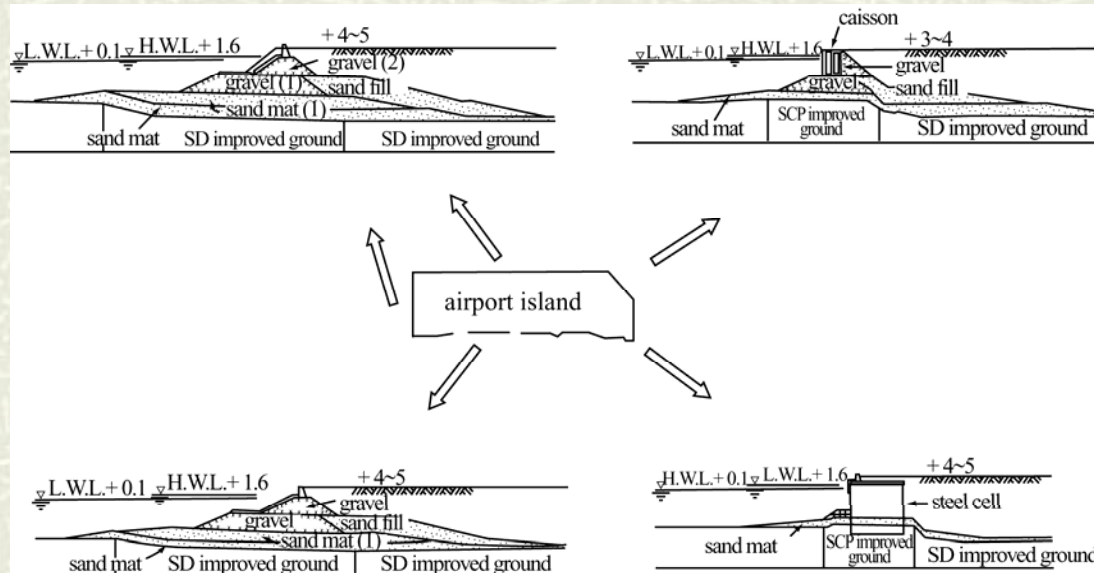 L.W.L.+ 0.1 H.W.L.+ 1.6 + 4~5
gravel (2)
gravel (1) sand fill
sand mat (1)
sand mat SD improved ground SD improved ground
caisson
L.W.L.+ 0.1 H.W.L.+ 1.6 + 3~4
gravel
gravel sand fill
sand mat SCP improved ground SD improved ground
airport island
L.W.L.+ 0.1 H.W.L.+ 1.6 + 4~5
gravel
gravel sand fill
sand mat (1)
sand mat SD improved ground SD improved ground
H.W.L.+ 0.1 L.W.L.+ 1.6 + 4~5
steel cell
sand mat SCP improved ground SD improved ground